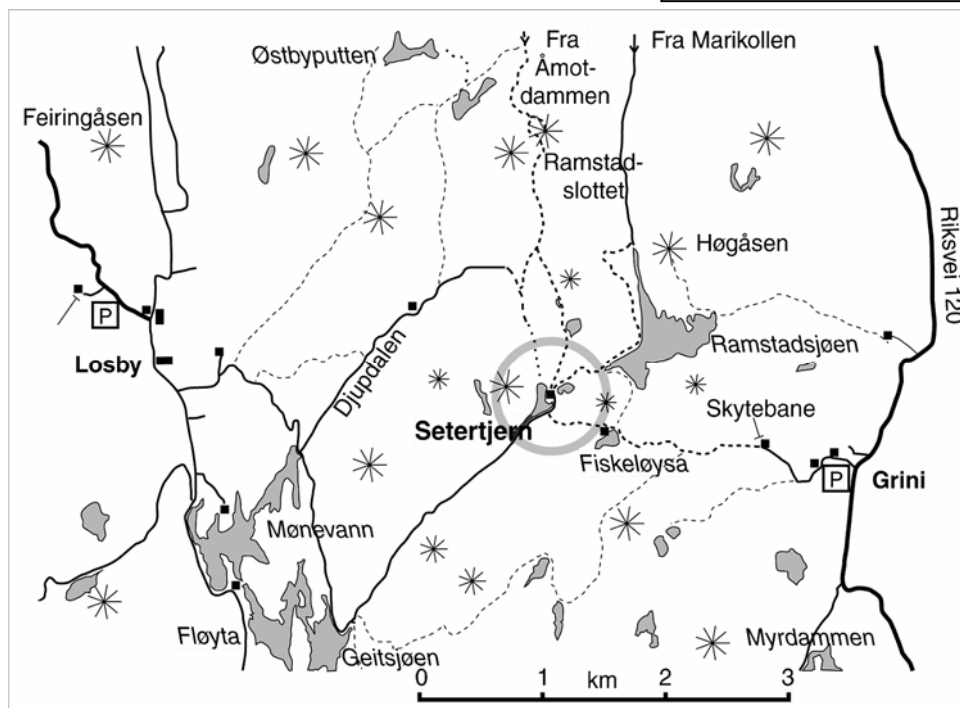 Østbyputten
Fra
Åmot-
dammen
Fra Marikollen
Feiringåsen
Ramstad-
slottet
Høgåsen
Riksvei 120
P
Losby
Djupdalen
Ramstadsjøen
Skytebane
Setertjern
Fiskeløysa
P
Grini
Mønevann
Fløyta
Geitsjøen
Myrdammen
0
1
km
2
3